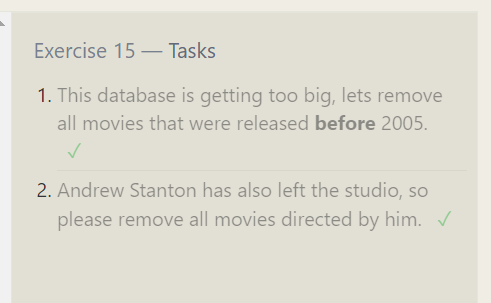 Exercise 15 — Tasks
1. This database is getting too big, lets remove
all movies that were released before 2005.
✓
2. Andrew Stanton has also left the studio, so
please remove all movies directed by him. ✓